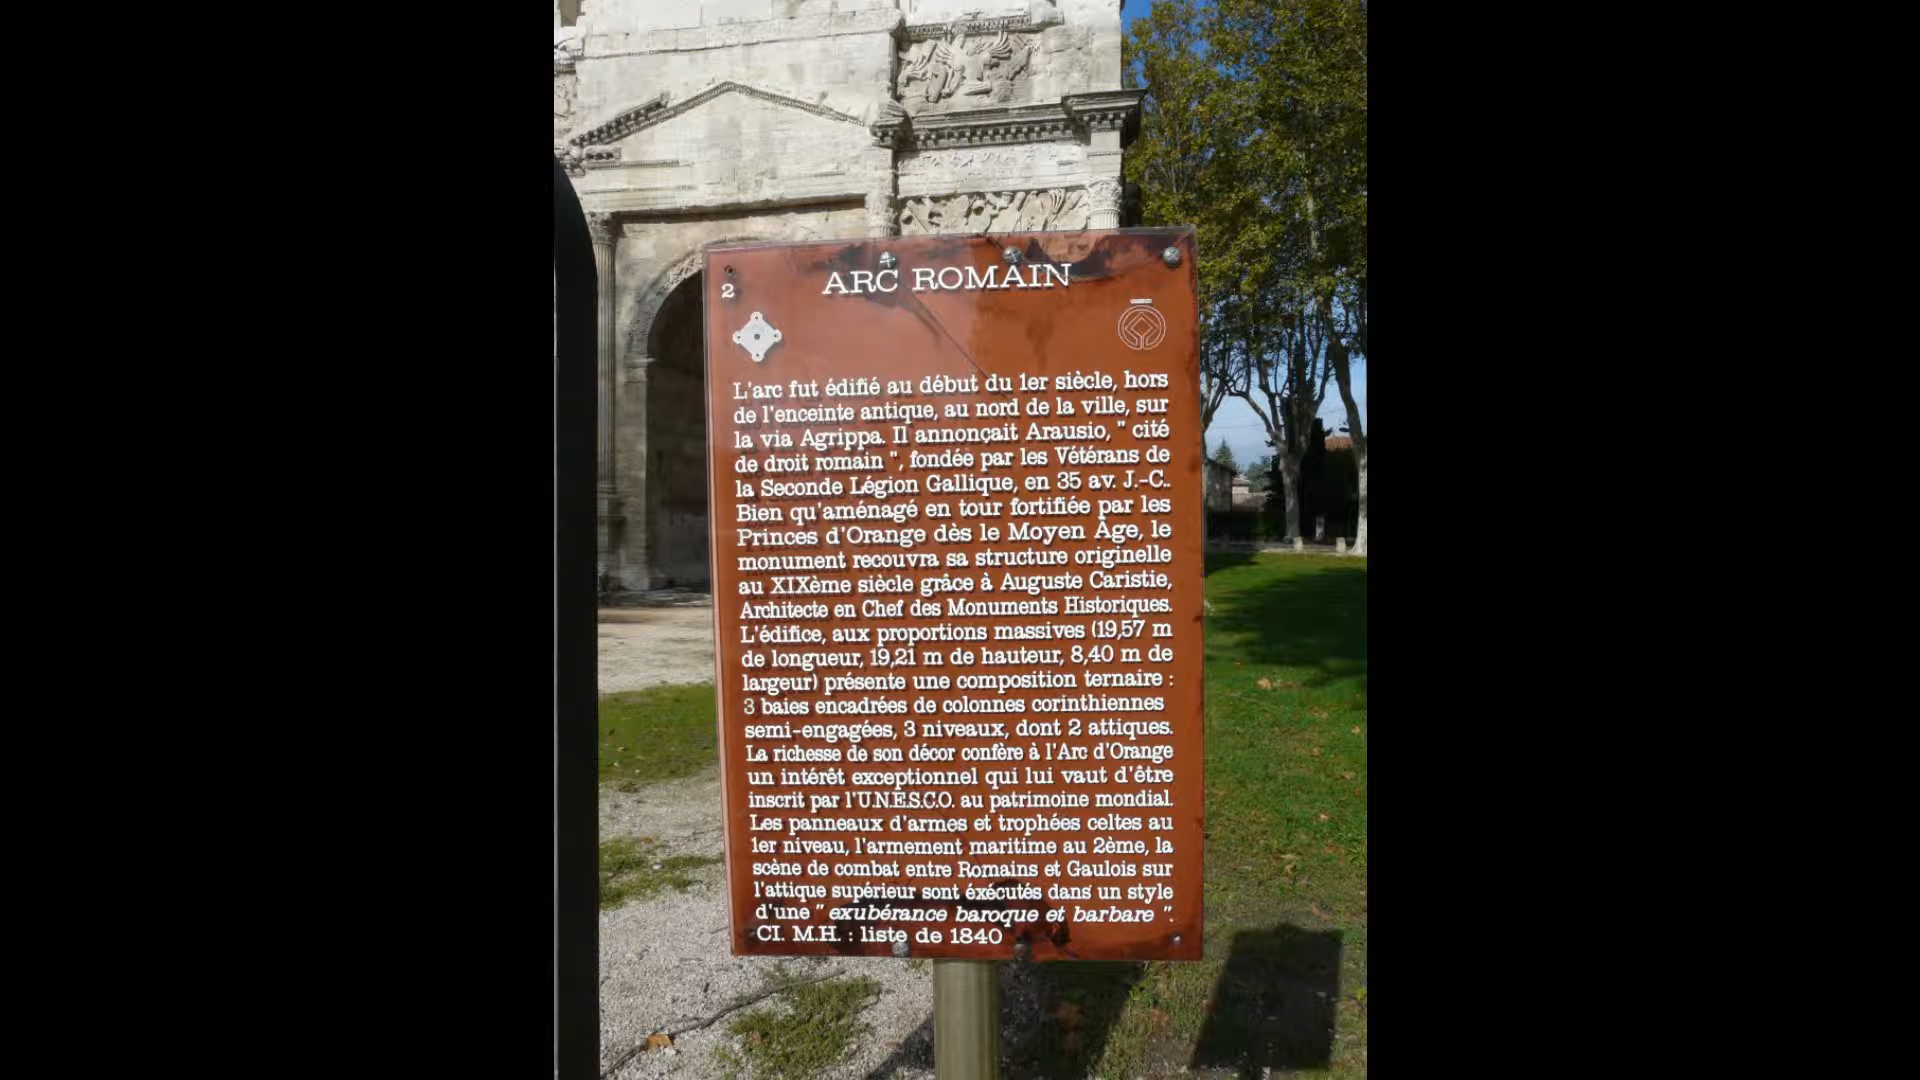 ARC ROMAIN
2
L'arc fut édifié au début du 1er siècle, hors
de l'enceinte antique, au nord de la ville, sur
la via Agrippa. Il annonçait Arausio, " cité
de droit romain ", fondée par les Vétérans de
la Seconde Légion Gallique, en 35 av. J.-C..
Bien qu'aménagé en tour fortifiée par les
Princes d'Orange dès le Moyen Âge, le
monument recouvra sa structure originelle
au XIXème siècle grâce à Auguste Caristie,
Architecte en Chef des Monuments Historiques.
L'édifice, aux proportions massives (19,57 m
de longueur, 19,21 m de hauteur, 8,40 m de
largeur) présente une composition ternaire :
3 baies encadrées de colonnes corinthiennes
semi-engagées, 3 niveaux, dont 2 attiques.
La richesse de son décor confère à l'Arc d'Orange
un intérêt exceptionnel qui lui vaut d'être
inscrit par l'U.N.E.S.C.O. au patrimoine mondial.
Les panneaux d'armes et trophées celtes au
1er niveau, l'armement maritime au 2ème, la
scène de combat entre Romains et Gaulois sur
l'attique supérieur sont éxécutés dans un style
d'une " exubérance baroque et barbare ".
CI. M.H. : liste de 1840